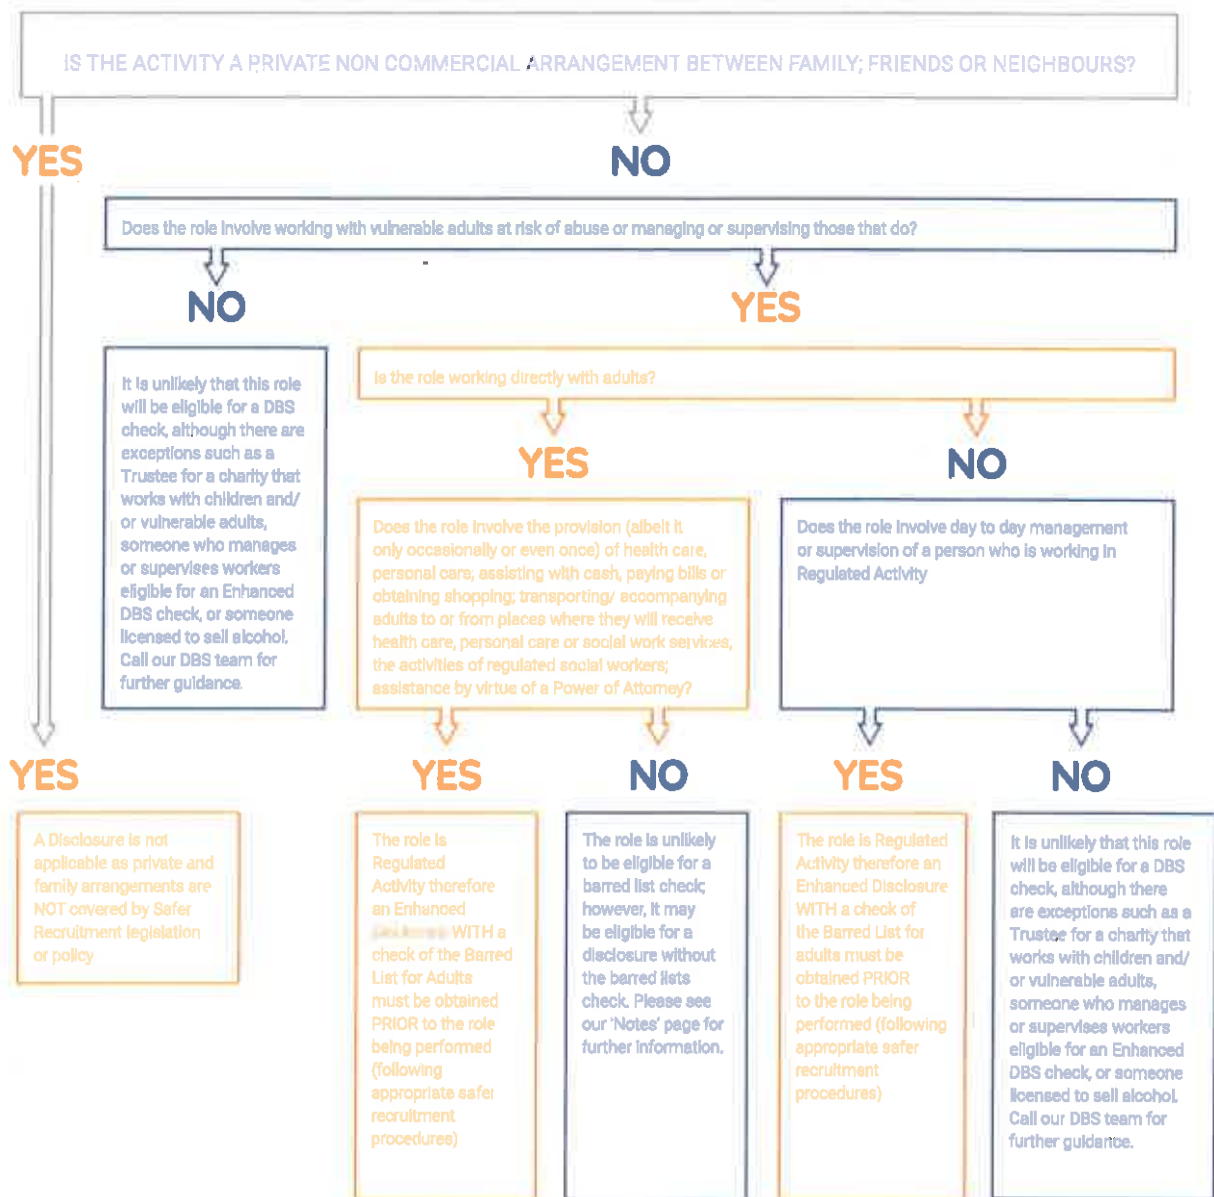 IS THE ACTIVITY A PRIVATE NON COMMERCIAL ARRANGEMENT BETWEEN FAMILY; FRIENDS OR NEIGHBOURS?
YES
NO
Does the role involve working with vulnerable adults at risk of abuse or managing or supervising those that do?
NO
YES
It is unlikely that this role
will be eligible for a DBS
check, although there are
exceptions such as a
Trustee for a charity that
works with children and/
or vulnerable adults,
someone who manages
or supervises workers
eligible for an Enhanced
DBS check, or someone
licensed to sell alcohol.
Call our DBS team for
further guidance.
Is the role working directly with adults?
YES
NO
Does the role involve the provision (albeit it
only occasionally or even once) of health care,
personal care; assisting with cash, paying bills or
obtaining shopping; transporting/ accompanying
adults to or from places where they will receive
health care, personal care or social work services,
the activities of regulated social workers;
assistance by virtue of a Power of Attorney?
Does the role involve day to day management
or supervision of a person who is working in
Regulated Activity
YES
YES
NO
YES
NO
A Disclosure is not
applicable as private and
family arrangements are
NOT covered by Safer
Recruitment legislation
or policy
The role is
Regulated
Activity therefore
an Enhanced
WITH a
check of the Barred
List for Adults
must be obtained
PRIOR to the role
being performed
(following
appropriate safer
recruitment
procedures)
The role is unlikely
to be eligible for a
barred list check;
however, it may
be eligible for a
disclosure without
the barred lists
check. Please see
our 'Notes' page for
further information.
The role is Regulated
Activity therefore an
Enhanced Disclosure
WITH a check of
the Barred List for
adults must be
obtained PRIOR
to the role being
performed (following
appropriate safer
recruitment
procedures)
It is unlikely that this role
will be eligible for a DBS
check, although there
are exceptions such as a
Trustee for a charity that
works with children and/
or vulnerable adults,
someone who manages
or supervises workers
eligible for an Enhanced
DBS check, or someone
licensed to sell alcohol.
Call our DBS team for
further guidance.